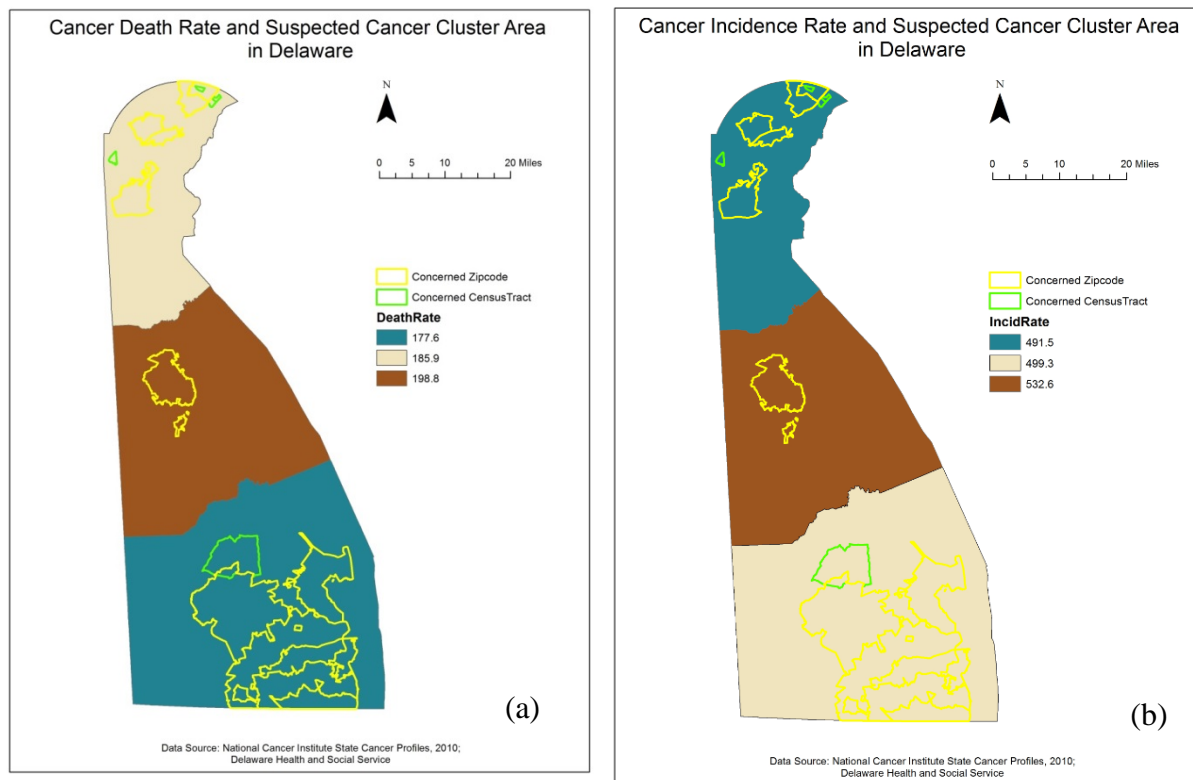 Cancer Death Rate and Suspected Cancer Cluster Area
in Delaware
N
0 5 10 20 Miles
Concerned Zipcode
Concerned CensusTract
DeathRate
177.6
185.9
198.8
(a)
Data Source: National Cancer Institute State Cancer Profiles, 2010;
Delaware Health and Social Service
Cancer Incidence Rate and Suspected Cancer Cluster Area
in Delaware
N
0 5 10 20 Miles
Concerned Zipcode
Concerned CensusTract
IncidRate
491.5
499.3
532.6
(b)
Data Source: National Cancer Institute State Cancer Profiles, 2010;
Delaware Health and Social Service